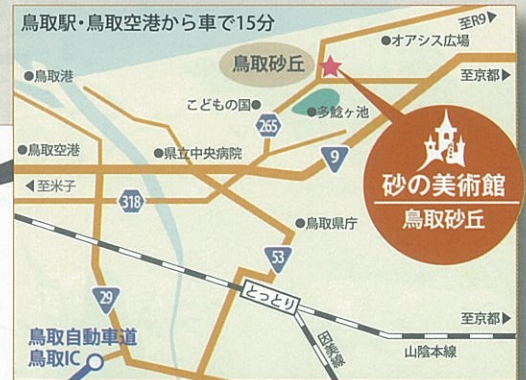 鳥取駅・鳥取空港から車で15分
至R9▶
●オアシス広場
鳥取砂丘
●鳥取港
至京都▶
こどもの国●
●多鯰ヶ池
265
●鳥取空港
●県立中央病院
9
◀至米子
318
砂の美術館
鳥取砂丘
●鳥取県庁
53
とっとり
29
鳥取自動車道
鳥取IC
因美線
至京都▶
山陰本線